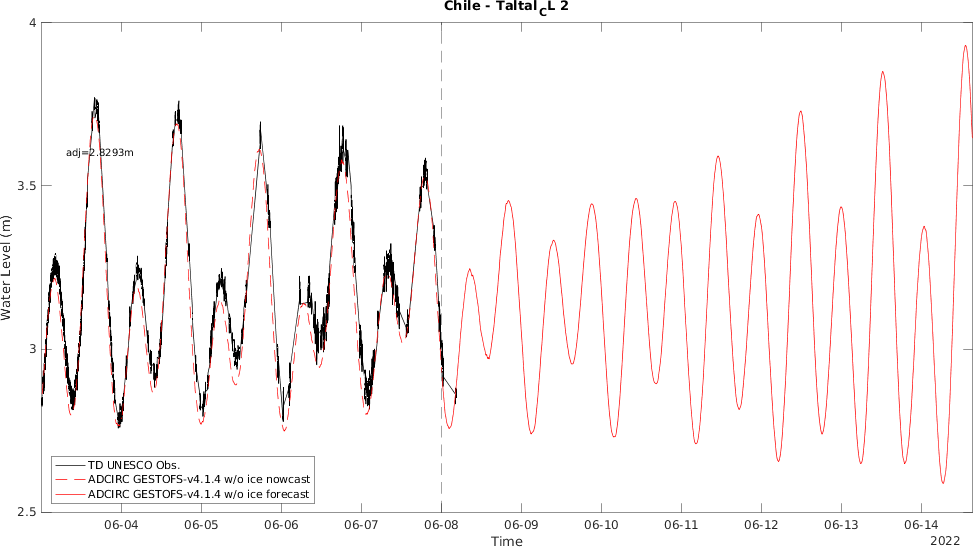 Chile - Taltal_CL 2
4
adj=2.8293m
3.5
Water Level (m)
3
TD UNESCO Obs.
ADCIRC GESTOFS-v4.1.4 w/o ice nowcast
ADCIRC GESTOFS-v4.1.4 w/o ice forecast
2.5
06-04 06-05 06-06 06-07 06-08 06-09 06-10 06-11 06-12 06-13 06-14
Time
2022